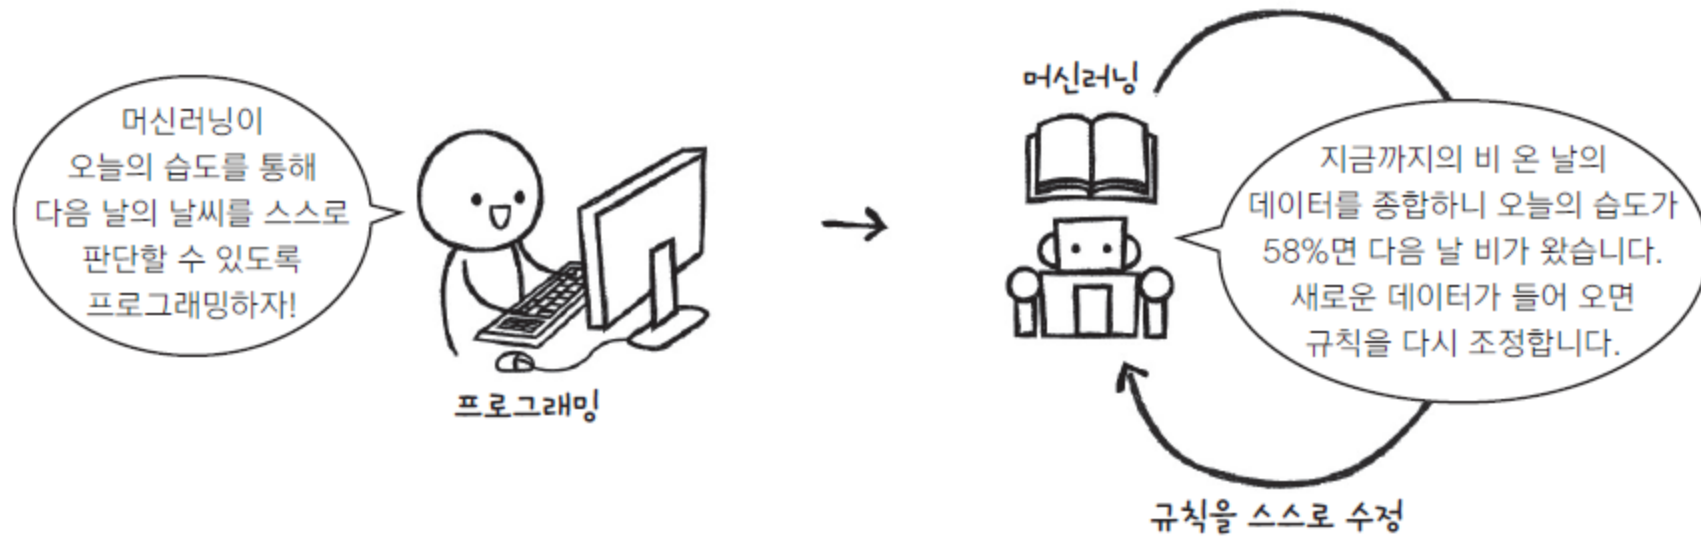 머신러닝이
오늘의 습도를 통해
다음 날의 날씨를 스스로
판단할 수 있도록
프로그래밍하자!
프로그래밍
머신러닝
지금까지의 비 온 날의
데이터를 종합하니 오늘의 습도가
58%면 다음 날 비가 왔습니다.
새로운 데이터가 들어 오면
규칙을 다시 조정합니다.
규칙을 스스로 수정